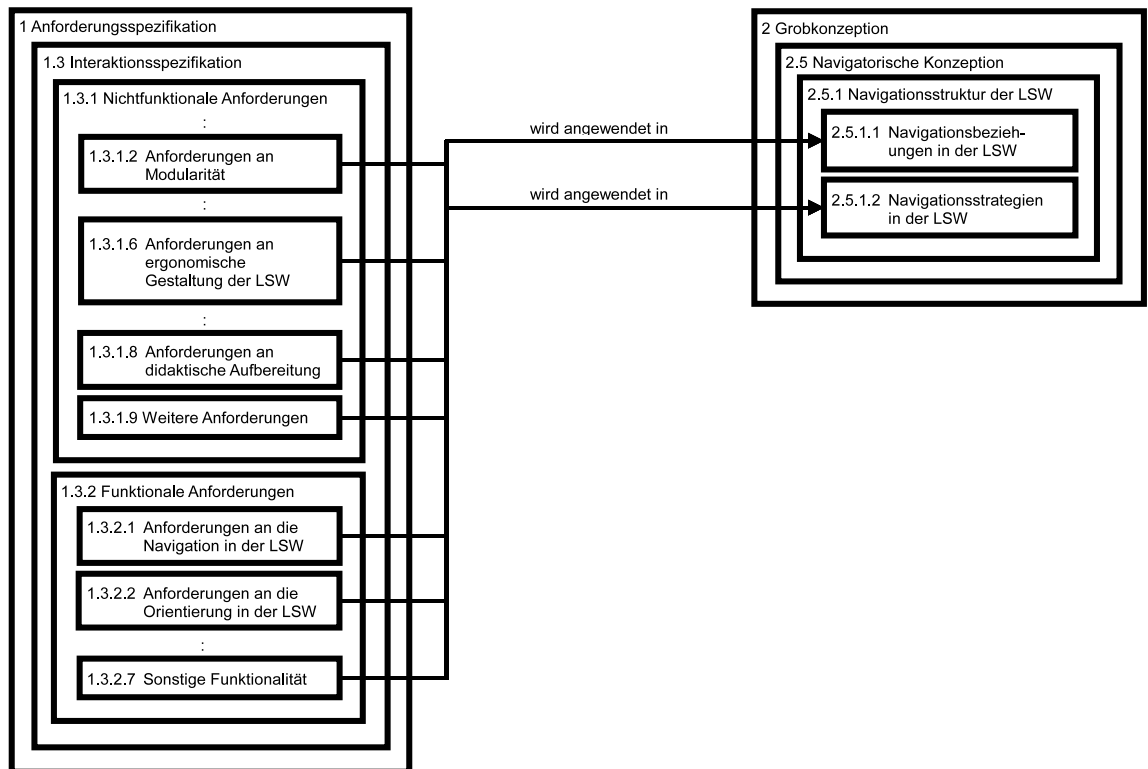 1 Anforderungsspezifikation
1.3 Interaktionsspezifikation
1.3.1 Nichtfunktionale Anforderungen
:
1.3.1.2 Anforderungen an
Modularität
:
1.3.1.6 Anforderungen an
ergonomische
Gestaltung der LSW
:
1.3.1.8 Anforderungen an
didaktische Aufbereitung
1.3.1.9 Weitere Anforderungen
1.3.2 Funktionale Anforderungen
1.3.2.1 Anforderungen an die
Navigation in der LSW
1.3.2.2 Anforderungen an die
Orientierung in der LSW
:
1.3.2.7 Sonstige Funktionalität
wird angewendet in
wird angewendet in
2 Grobkonzeption
2.5 Navigatorische Konzeption
2.5.1 Navigationsstruktur der LSW
2.5.1.1 Navigationsbezieh-
ungen in der LSW
2.5.1.2 Navigationsstrategien
in der LSW